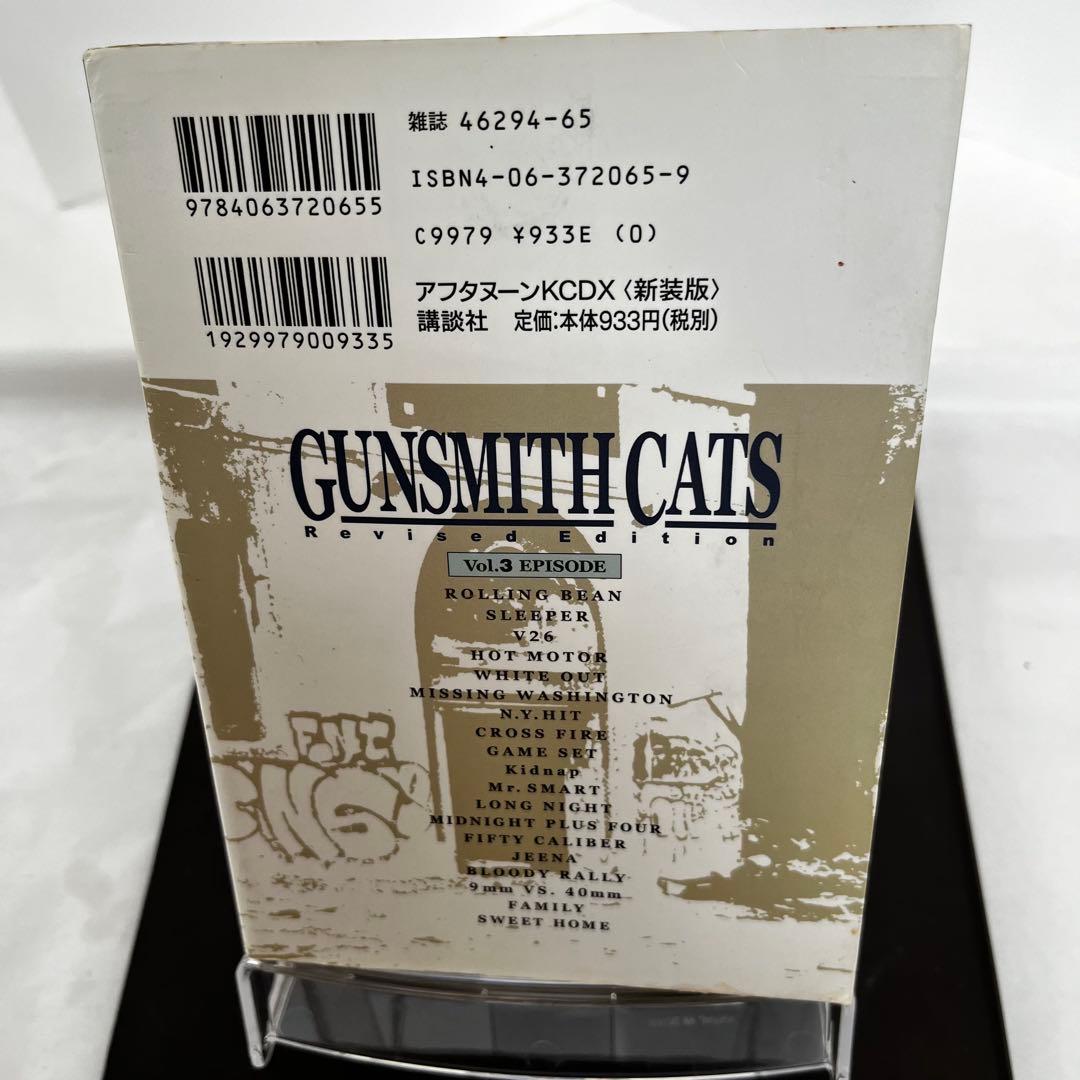 雑誌 46294-65
9784063720655
ISBN4-06-372065-9
C9979 ¥933E (0)
1929979009335
アフタヌーンKCDX〈新装版〉
講談社 定価:本体933円(税別)
GUNSMITH CATS
Revised Edition
Vol.3 EPISODE
ROLLING BEAN
SLEEPER
V26
HOT MOTOR
WHITE OUT
MISSING WASHINGTON
N.Y.HIT
CROSS FIRE
GAME SET
Kidnap
Mr. SMART
LONG NIGHT
MIDNIGHT PLUS FOUR
FIFTY CALIBER
JEENA
BLOODY RALLY
9mm VS. 40mm
FAMILY
SWEET HOME